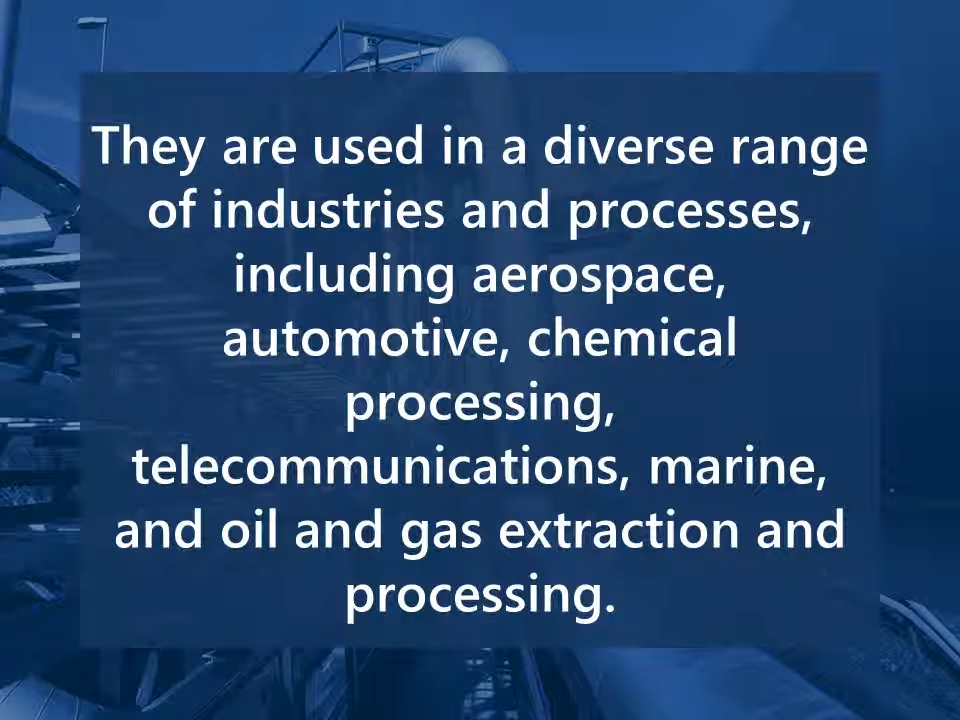 They are used in a diverse range
of industries and processes,
including aerospace,
automotive, chemical
processing,
telecommunications, marine,
and oil and gas extraction and
processing.